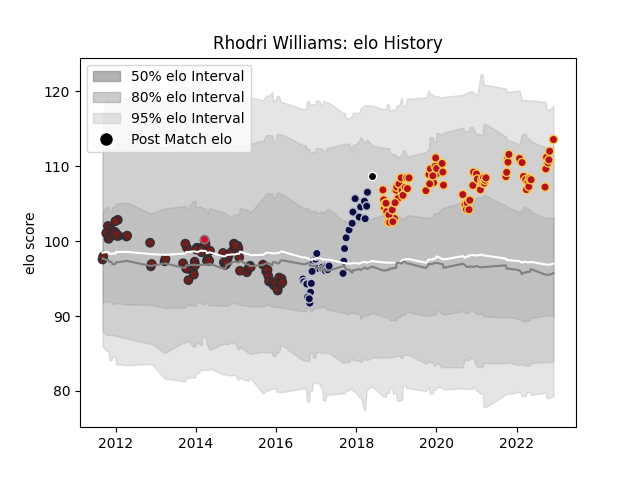 Rhodri Williams: elo History
50% elo Interval
80% elo Interval
95% elo Interval
Post Match elo
elo score
120
110
100
90
80
2012 2014 2016 2018 2020 2022